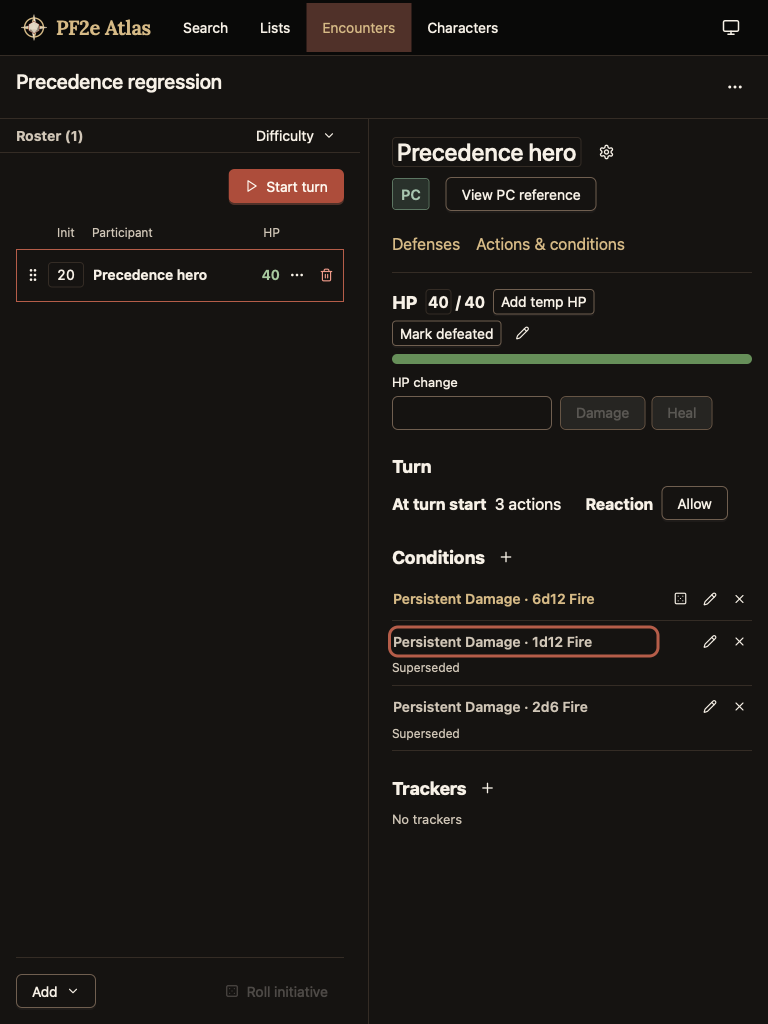 PF2e Atlas Search Lists Encounters Characters
Precedence regression
Roster (1) Difficulty
Start turn
Init Participant HP
20 Precedence hero 40
Add Roll initiative
Precedence hero
PC View PC reference
Defenses Actions & conditions
HP 40 / 40 Add temp HP
Mark defeated
HP change
Damage Heal
Turn
At turn start 3 actions Reaction Allow
Conditions
Persistent Damage · 6d12 Fire
Persistent Damage · 1d12 Fire
Superseded
Persistent Damage · 2d6 Fire
Superseded
Trackers
No trackers